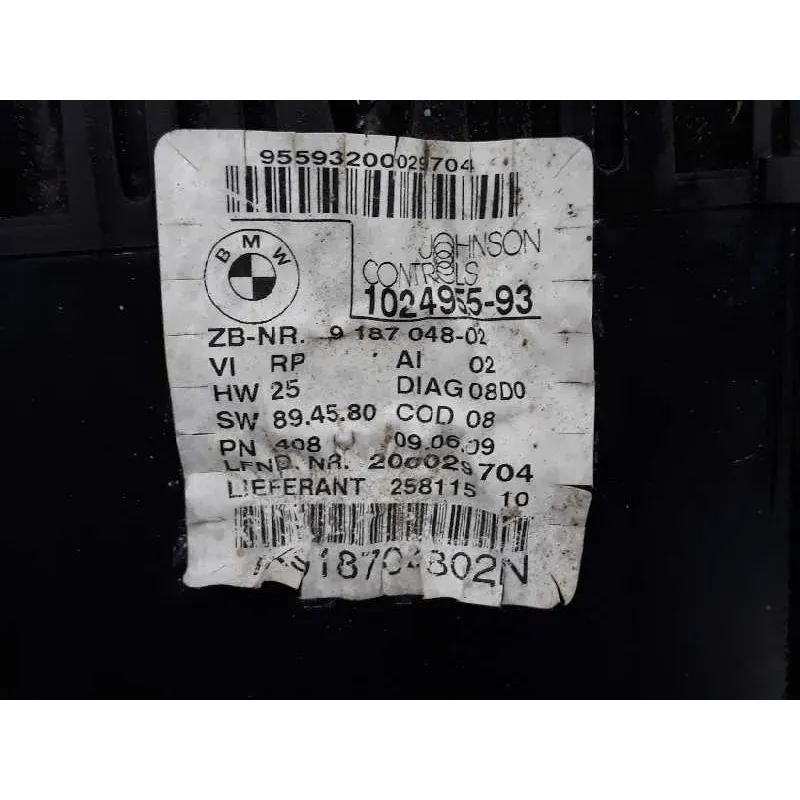 95593200029704
BMW
JOHNSON
CONTROLS
1024955-93
ZB-NR. 9 187 048-02
VI RP AI 02
HW 25 DIAG 08D0
SW 89.45.80 COD 08
PN 408 09.06.09
LFND. NR. 200029704
LIEFERANT 258115 10